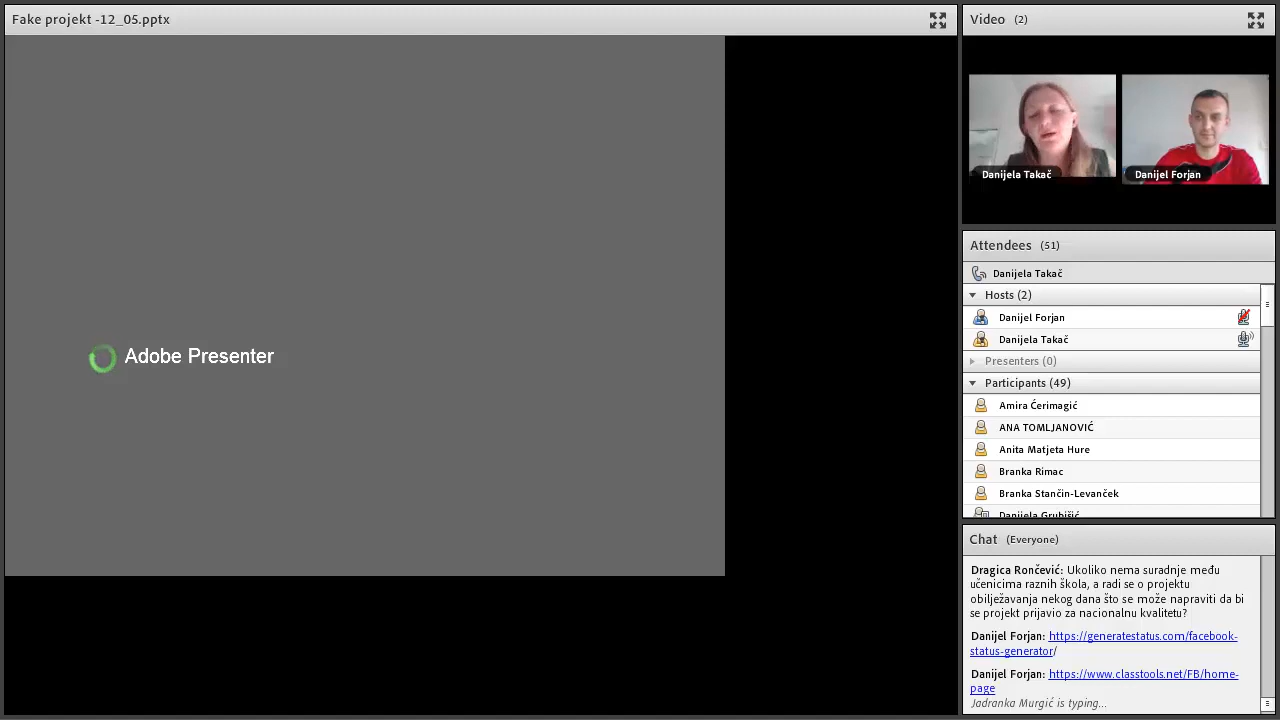 Fake projekt -12_05.pptx
Adobe Presenter
Video (2)
Danijela Takač
Danijel Forjan
Attendees (51)
Danijela Takač
Hosts (2)
Danijel Forjan
Danijela Takač
Presenters (0)
Participants (49)
Amira Ćerimagić
ANA TOMLJANOVIĆ
Anita Matjeta Hure
Branka Rimac
Branka Stančin-Levanček
Danijela Grubišić
Chat (Everyone)
Dragica Rončević: Ukoliko nema suradnje među
učenicima raznih škola, a radi se o projektu
obilježavanja nekog dana što se može napraviti da bi
se projekt prijavio za nacionalnu kvalitetu?
Danijel Forjan: https://generatestatus.com/facebook-
status-generator/
Danijel Forjan: https://www.classtools.net/FB/home-
page
Jadranka Murgić is typing...